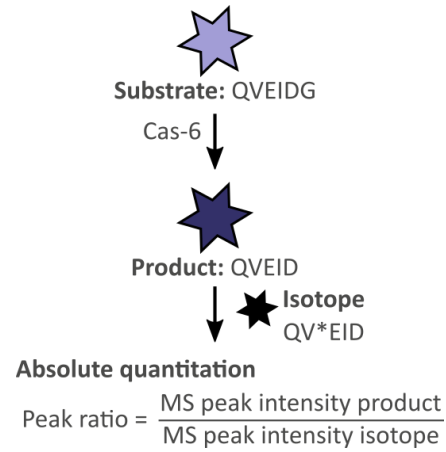 Substrate: QVEIDG
Cas-6
Product: QVEID
Isotope
QV*EID
Absolute quantitation
Peak ratio = MS peak intensity product
MS peak intensity isotope